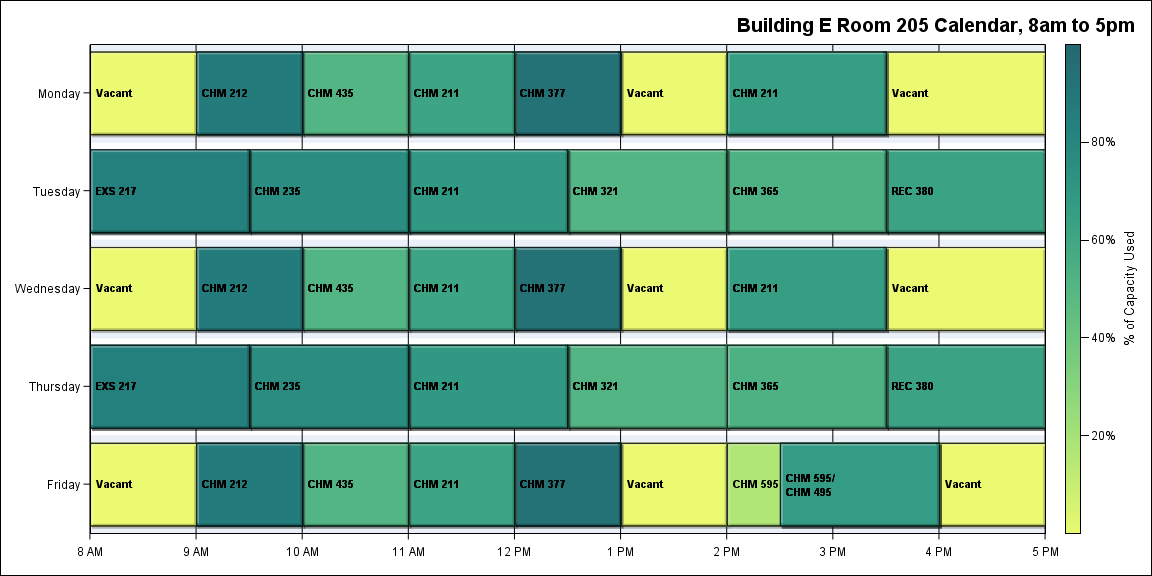 Building E Room 205 Calendar, 8am to 5pm
Monday
Vacant
CHM 212
CHM 435
CHM 211
CHM 377
Vacant
CHM 211
Vacant
Tuesday
EXS 217
CHM 235
CHM 211
CHM 321
CHM 365
REC 380
Wednesday
Vacant
CHM 212
CHM 435
CHM 211
CHM 377
Vacant
CHM 211
Vacant
Thursday
EXS 217
CHM 235
CHM 211
CHM 321
CHM 365
REC 380
Friday
Vacant
CHM 212
CHM 435
CHM 211
CHM 377
Vacant
CHM 595
CHM 595/
CHM 495
Vacant
8 AM
9 AM
10 AM
11 AM
12 PM
1 PM
2 PM
3 PM
4 PM
5 PM
80%
60%
40%
20%
% of Capacity Used